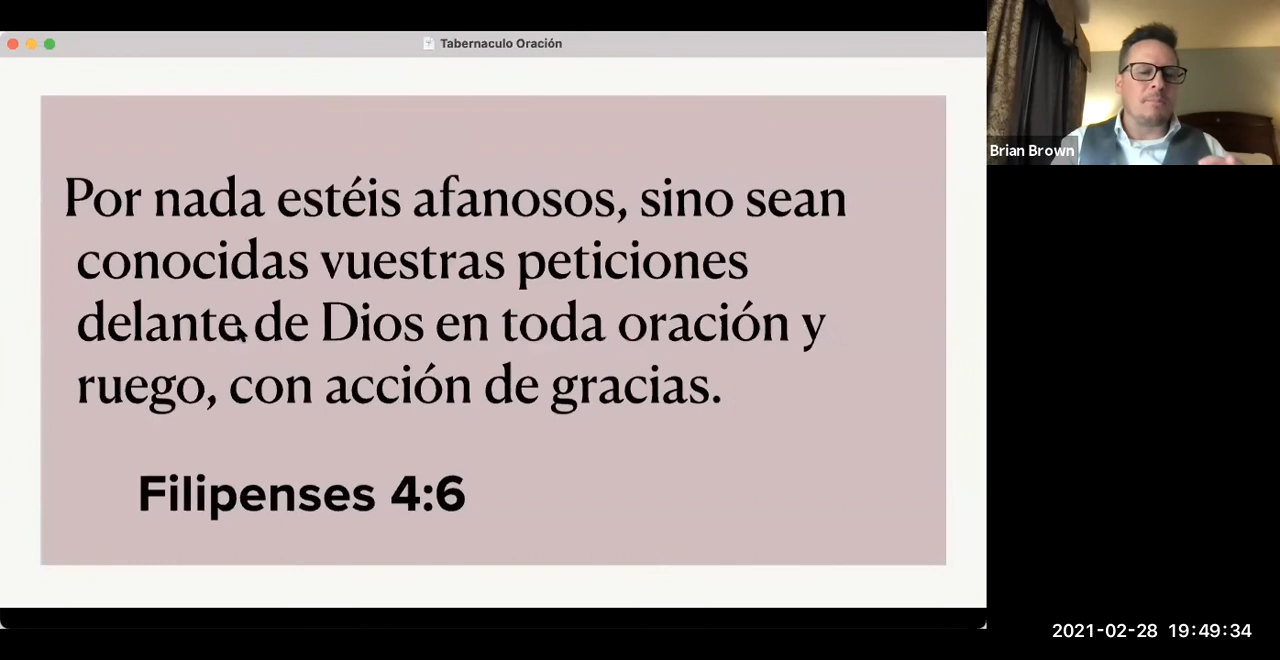 Tabernaculo Oración
Brian Brown
Por nada estéis afanosos, sino sean
conocidas vuestras peticiones
delante de Dios en toda oración y
ruego, con acción de gracias.
Filipenses 4:6
2021-02-28 19:49:34